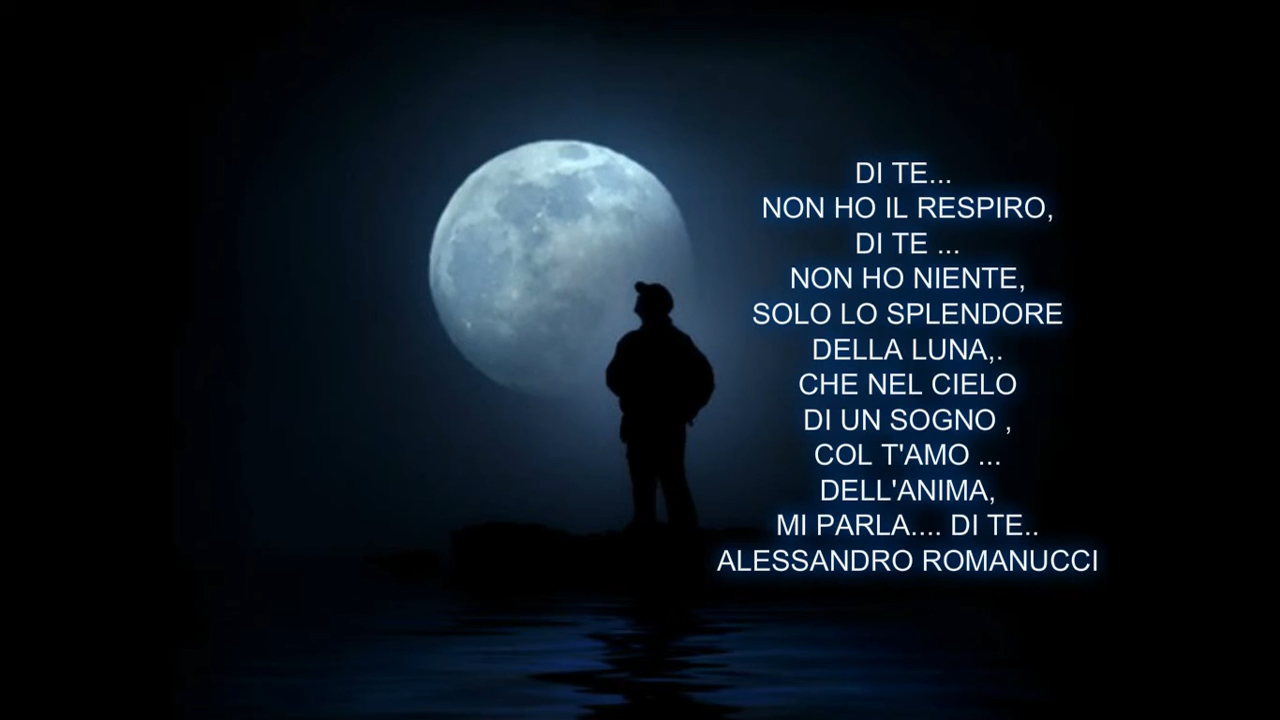 DI TE...
NON HO IL RESPIRO,
DI TE ...
NON HO NIENTE,
SOLO LO SPLENDORE
DELLA LUNA,.
CHE NEL CIELO
DI UN SOGNO ,
COL T'AMO ...
DELL'ANIMA,
MI PARLA.... DI TE..
ALESSANDRO ROMANUCCI